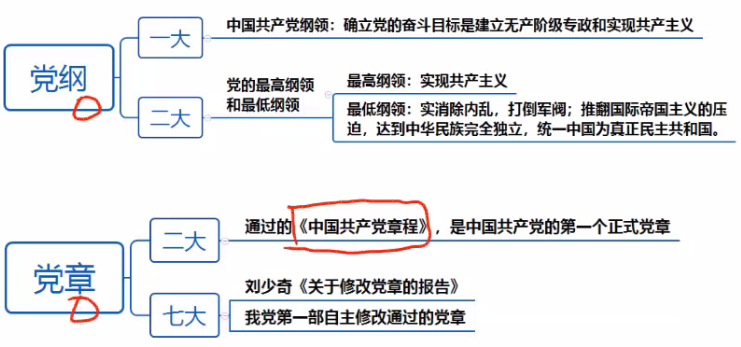 党纲
一大
中国共产党纲领：确立党的奋斗目标是建立无产阶级专政和实现共产主义
二大
党的最高纲领
和最低纲领
最高纲领：实现共产主义
最低纲领：实消除内乱，打倒军阀；推翻国际帝国主义的压
迫，达到中华民族完全独立，统一中国为真正民主共和国。
党章
二大
通过的《中国共产党章程》，是中国共产党的第一个正式党章
七大
刘少奇《关于修改党章的报告》
我党第一部自主修改通过的党章